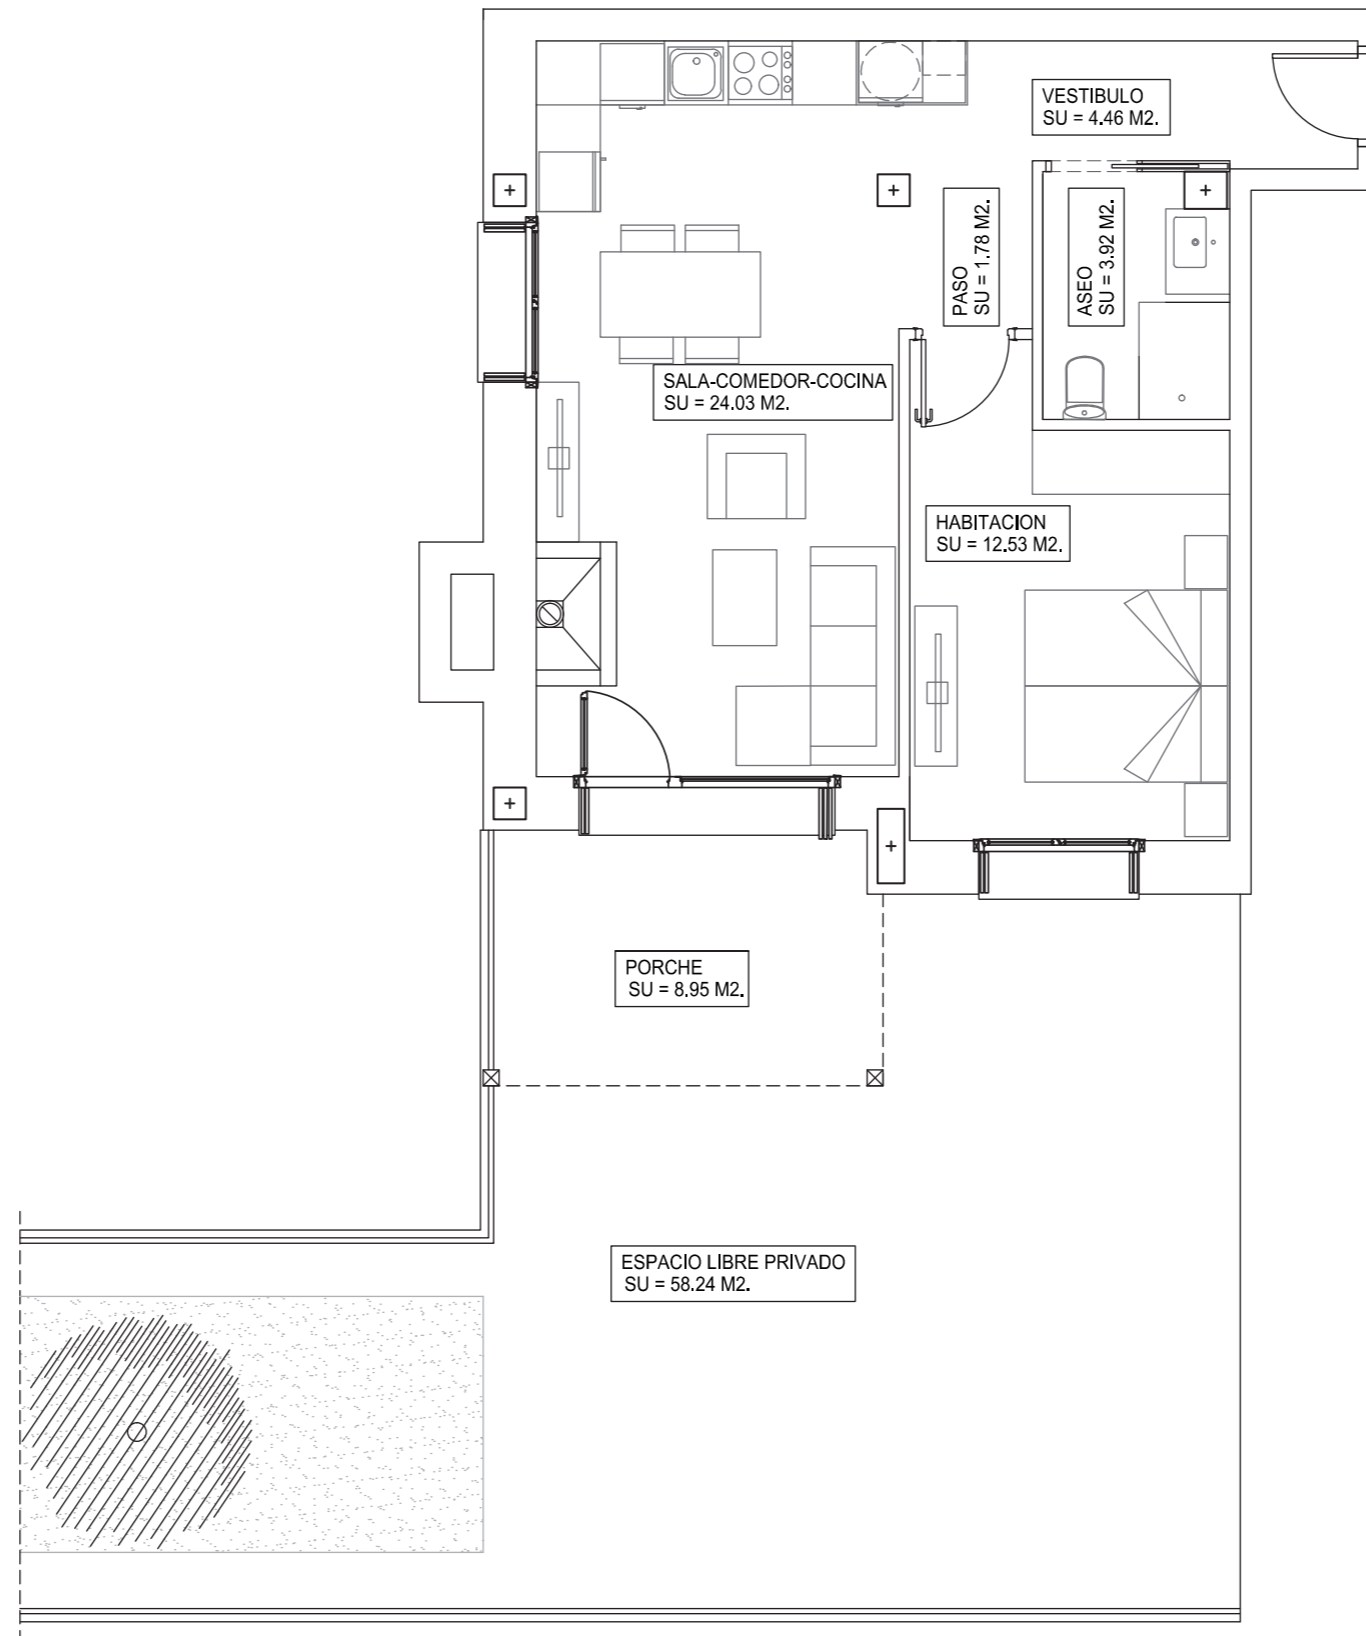 VESTIBULO
SU = 4.46 M2.
PASO
SU = 1.78 M2.
ASEO
SU = 3.92 M2.
SALA-COMEDOR-COCINA
SU = 24.03 M2.
HABITACION
SU = 12.53 M2.
PORCHE
SU = 8.95 M2.
ESPACIO LIBRE PRIVADO
SU = 58.24 M2.